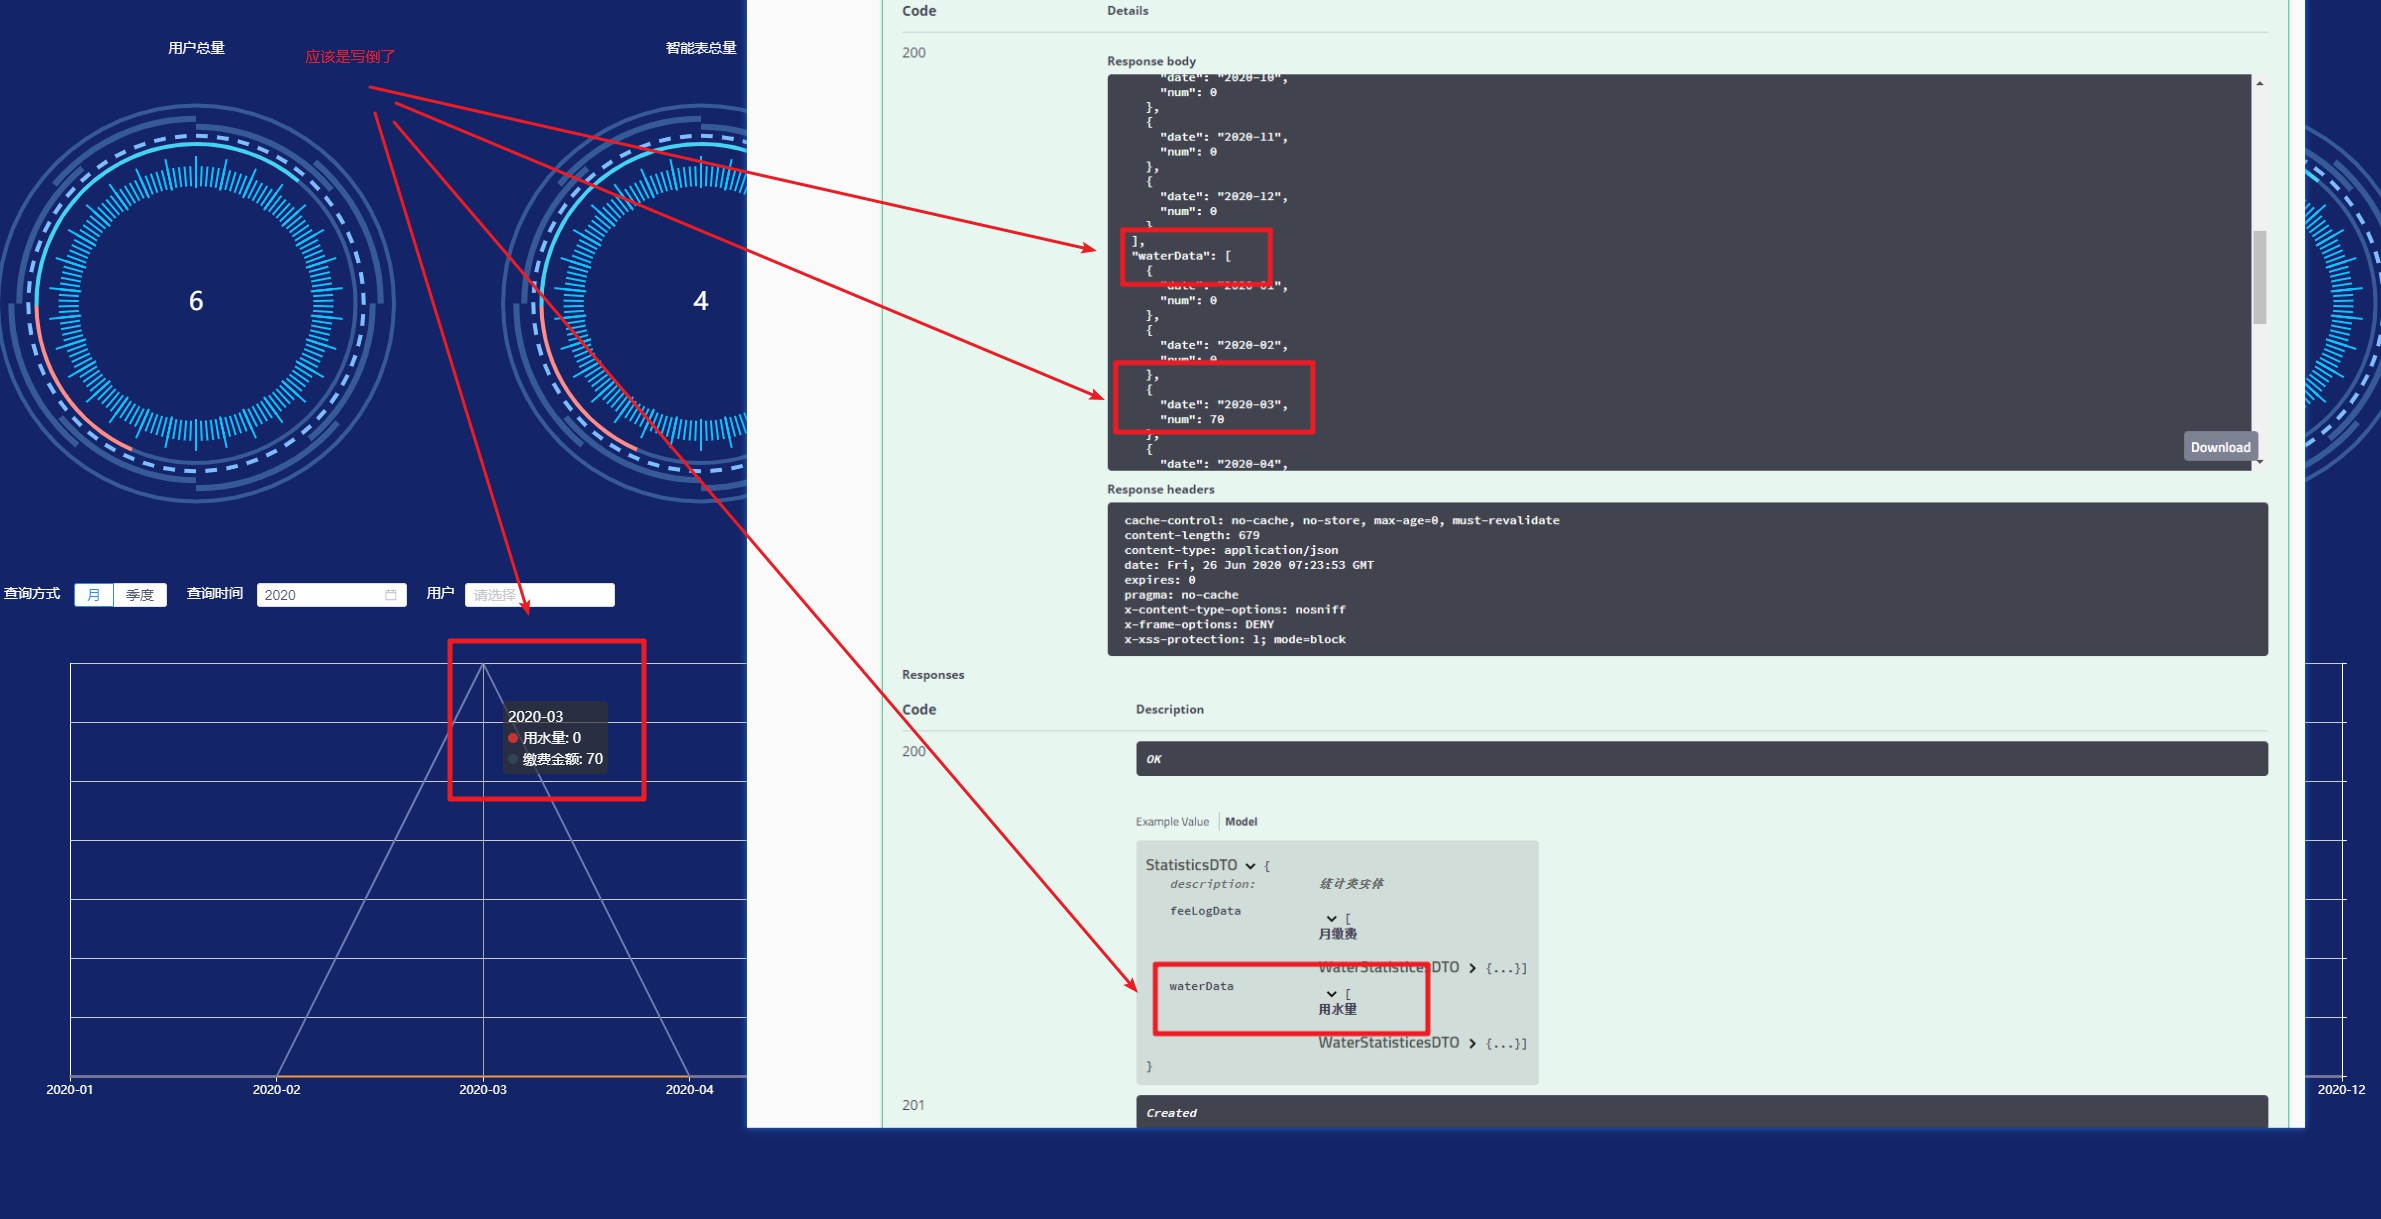 用户总量
应该是写倒了
智能表总量
6
4
查询方式
月
季度
查询时间
2020
用户
请选择
2020-03
用水量: 0
缴费金额: 70
2020-01
2020-02
2020-03
2020-04
2020-12
Code
Details
200
Response body
"date": "2020-10",
"num": 0
},
{
"date": "2020-11",
"num": 0
},
{
"date": "2020-12",
"num": 0
}
],
"waterData": [
{
"date": "2020-01",
"num": 0
},
{
"date": "2020-02",
"num": 0
},
{
"date": "2020-03",
"num": 70
},
{
"date": "2020-04",
Download
Response headers
cache-control: no-cache, no-store, max-age=0, must-revalidate
content-length: 679
content-type: application/json
date: Fri, 26 Jun 2020 07:23:53 GMT
expires: 0
pragma: no-cache
x-content-type-options: nosniff
x-frame-options: DENY
x-xss-protection: 1; mode=block
Responses
Code
Description
200
OK
Example Value
Model
StatisticsDTO {
description:
统计类实体
feeLogData
[
月缴费
WaterStatisticesDTO {...}]
waterData
[
用水量
WaterStatisticesDTO {...}]
}
201
Created